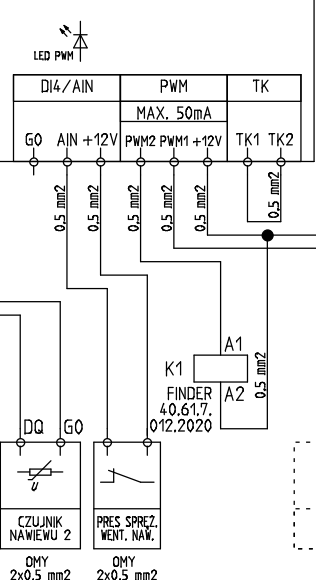 LED PWM
DI4/AIN PWM TK
MAX. 50mA
G0 AIN +12V PWM2 PWM1 +12V TK1 TK2
0,5 mm2 0,5 mm2 0,5 mm2 0,5 mm2 0,5 mm2
A1
K1
A2
0,5 mm2
FINDER
40.61.7.
012.2020
DQ G0
U
CZUJNIK
NAWIEWU 2
PRES SPRĘŻ.
WENT. NAW.
OMY
2x0.5 mm2
OMY
2x0.5 mm2